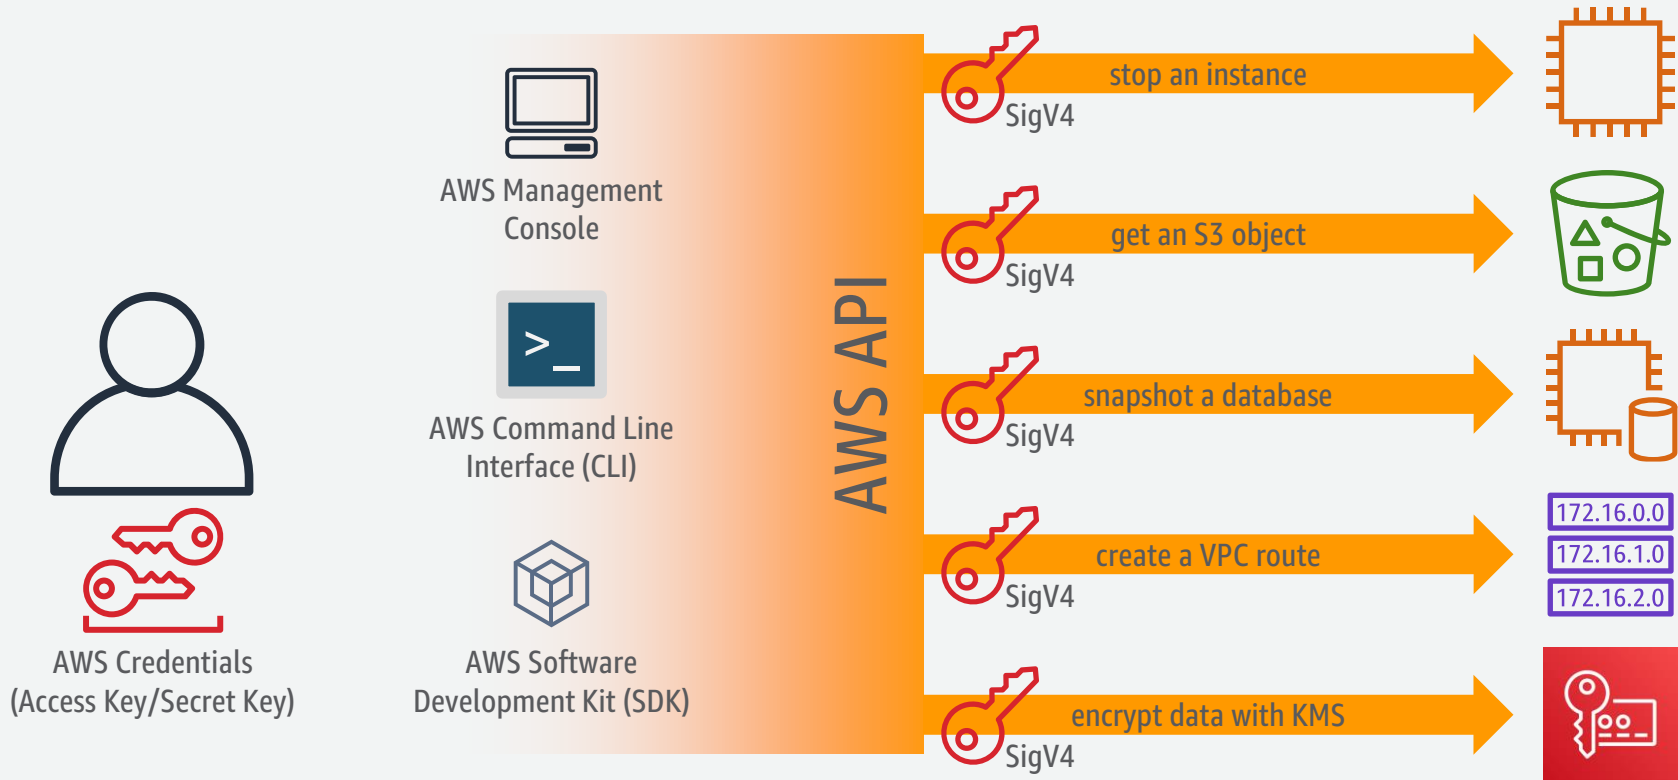 AWS Credentials
(Access Key/Secret Key)
AWS Management
Console
>_
AWS Command Line
Interface (CLI)
AWS Software
Development Kit (SDK)
AWS API
stop an instance
SigV4
get an S3 object
SigV4
snapshot a database
SigV4
create a VPC route
SigV4
encrypt data with KMS
SigV4
172.16.0.0
172.16.1.0
172.16.2.0